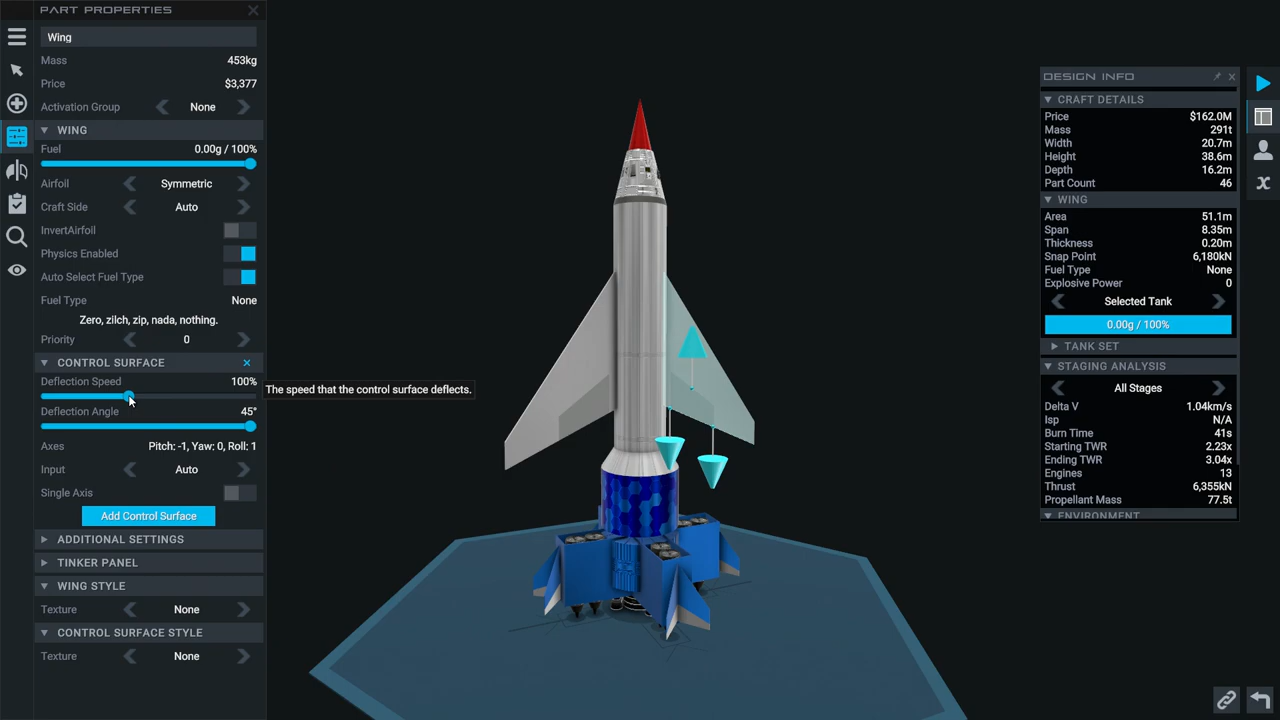 PART PROPERTIES
Wing
Mass 453kg
Price $3,377
Activation Group None
WING
Fuel 0.00g / 100%
Airfoil Symmetric
Craft Side Auto
InvertAirfoil
Physics Enabled
Auto Select Fuel Type
Fuel Type None
Zero, zilch, zip, nada, nothing.
Priority 0
CONTROL SURFACE
Deflection Speed 100%
The speed that the control surface deflects.
Deflection Angle 45°
Axes Pitch: -1, Yaw: 0, Roll: 1
Input Auto
Single Axis
Add Control Surface
ADDITIONAL SETTINGS
TINKER PANEL
WING STYLE
Texture None
CONTROL SURFACE STYLE
Texture None
DESIGN INFO
CRAFT DETAILS
Price $162.0M
Mass 291t
Width 20.7m
Height 38.6m
Depth 16.2m
Part Count 46
WING
Area 51.1m
Span 8.35m
Thickness 0.20m
Snap Point 6,180kN
Fuel Type None
Explosive Power 0
Selected Tank
0.00g / 100%
TANK SET
STAGING ANALYSIS
All Stages
Delta V 1.04km/s
Isp N/A
Burn Time 41s
Starting TWR 2.23x
Ending TWR 3.04x
Engines 13
Thrust 6,355kN
Propellant Mass 77.5t
ENVIRONMENT